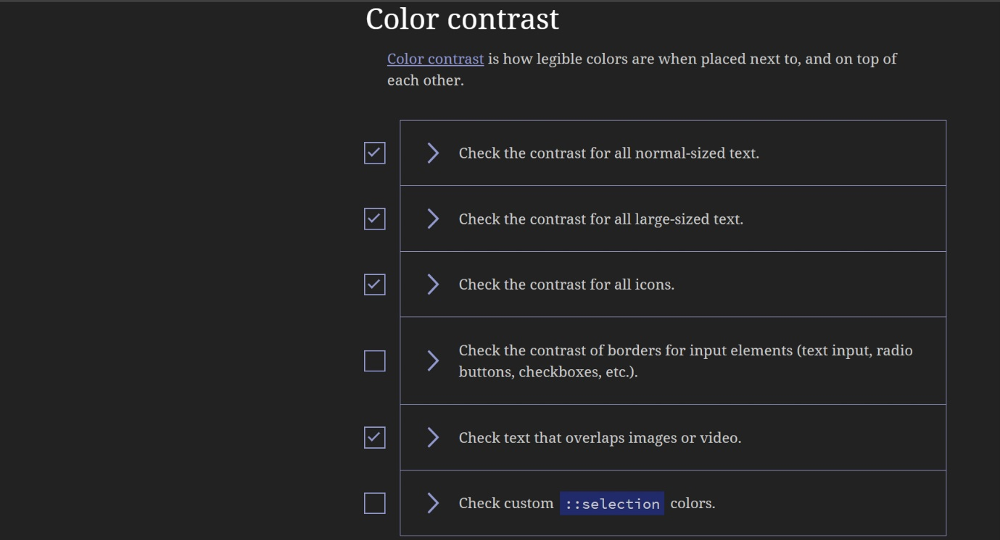 Color contrast
Color contrast is how legible colors are when placed next to, and on top of
each other.
Check the contrast for all normal-sized text.
Check the contrast for all large-sized text.
Check the contrast for all icons.
Check the contrast of borders for input elements (text input, radio
buttons, checkboxes, etc.).
Check text that overlaps images or video.
Check custom ::selection colors.